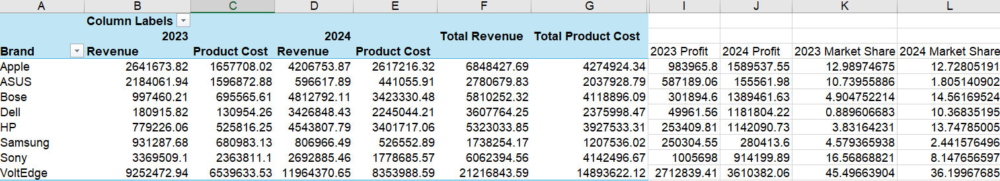 A B C D E F G I J K L
Column Labels
2023 2024 Total Revenue Total Product Cost
Brand Revenue Product Cost Revenue Product Cost 2023 Profit 2024 Profit 2023 Market Share 2024 Market Share
Apple 2641673.82 1657708.02 4206753.87 2617216.32 6848427.69 4274924.34 983965.8 1589537.55 12.98974675 12.72805191
ASUS 2184061.94 1596872.88 596617.89 441055.91 2780679.83 2037928.79 587189.06 155561.98 10.73955886 1.805140902
Bose 997460.21 695565.61 4812792.11 3423330.48 5810252.32 4118896.09 301894.6 1389461.63 4.904752214 14.56169524
Dell 180915.82 130954.26 3426848.43 2245044.21 3607764.25 2375998.47 49961.56 1181804.22 0.889606683 10.36835195
HP 779226.06 525816.25 4543807.79 3401717.06 5323033.85 3927533.31 253409.81 1142090.73 3.83164231 13.74785005
Samsung 931287.68 680983.13 806966.49 526552.89 1738254.17 1207536.02 250304.55 280413.6 4.579365938 2.441576496
Sony 3369509.1 2363811.1 2692885.46 1778685.57 6062394.56 4142496.67 1005698 914199.89 16.56868821 8.147656597
VoltEdge 9252472.94 6539633.53 11964370.65 8353988.59 21216843.59 14893622.12 2712839.41 3610382.06 45.49663904 36.19967685